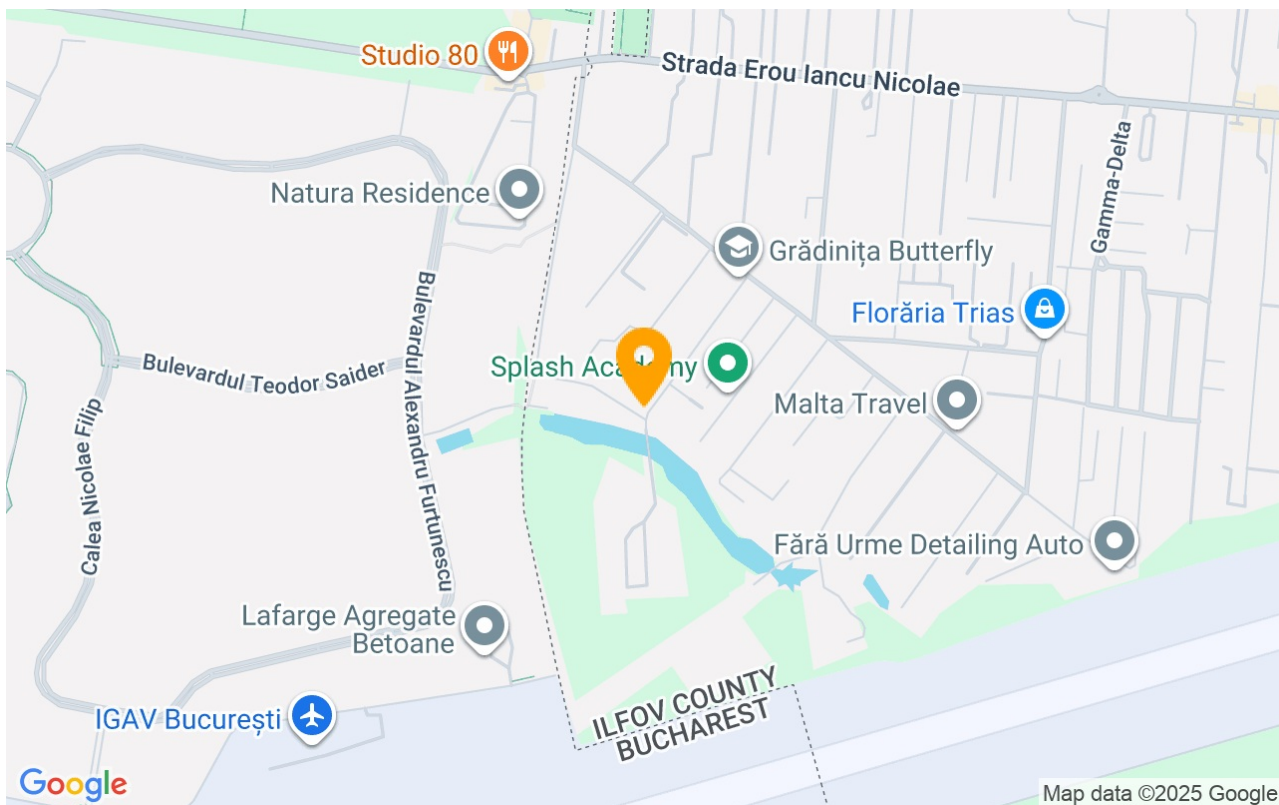 Studio 80
Strada Erou Iancu Nicolae
Gamma-Delta
Natura Residence
Grădinița Butterfly
Bulevardul Alexandru Furtunescu
Florăria Trias
Bulevardul Teodor Saider
Splash Academy
Malta Travel
Calea Nicolae Filip
Fără Urme Detailing Auto
Lafarge Agregate
Betoane
ILFOV COUNTY
BUCHAREST
IGAV București
Google
Map data ©2025 Google